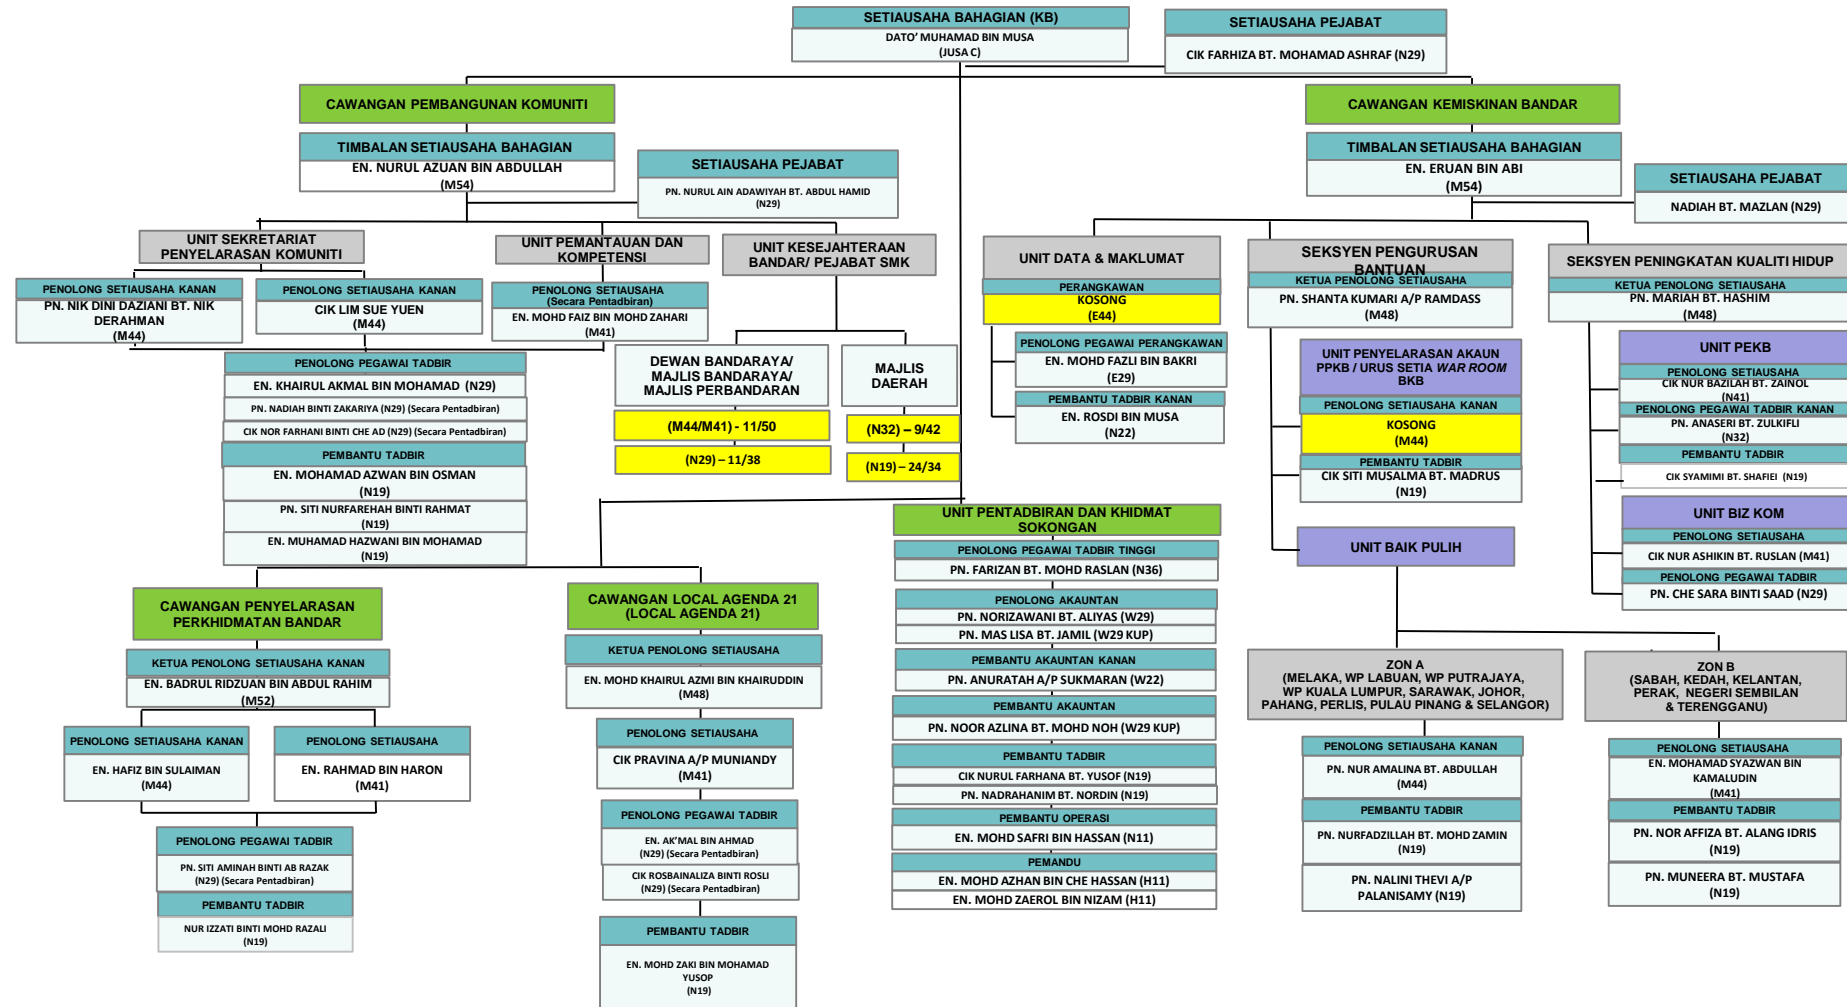 SETIAUSAHA BAHAGIAN (KB)
DATO' MUHAMAD BIN MUSA
(JUSA C)
SETIAUSAHA PEJABAT
CIK FARHIZA BT. MOHAMAD ASHRAF (N29)
CAWANGAN PEMBANGUNAN KOMUNITI
TIMBALAN SETIAUSAHA BAHAGIAN
EN. NURUL AZUAN BIN ABDULLAH
(M54)
SETIAUSAHA PEJABAT
PN. NURUL AIN ADAWIYAH BT. ABDUL HAMID
(N29)
UNIT SEKRETARIAT
PENYELARASAN KOMUNITI
PENOLONG SETIAUSAHA KANAN
PN. NIK DINI DAZIANI BT. NIK
DERAHMAN
(M44)
PENOLONG SETIAUSAHA KANAN
CIK LIM SUE YUEN
(M44)
UNIT PEMANTAUAN DAN
KOMPETENSI
PENOLONG SETIAUSAHA
(Secara Pentadbiran)
EN. MOHD FAIZ BIN MOHD ZAHARI
(M41)
UNIT KESEJAHTERAAN
BANDAR/ PEJABAT SMK
DEWAN BANDARAYA/
MAJLIS BANDARAYA/
MAJLIS PERBANDARAN
(M44/M41) - 11/50
(N29) – 11/38
MAJLIS
DAERAH
(N32) – 9/42
(N19) – 24/34
PENOLONG PEGAWAI TADBIR
EN. KHAIRUL AKMAL BIN MOHAMAD (N29)
PN. NADIAH BINTI ZAKARIYA (N29) (Secara Pentadbiran)
CIK NOR FARHANI BINTI CHE AD (N29) (Secara Pentadbiran)
PEMBANTU TADBIR
EN. MOHAMAD AZWAN BIN OSMAN
(N19)
PN. SITI NURFAREHAH BINTI RAHMAT
(N19)
EN. MUHAMAD HAZWANI BIN MOHAMAD
(N19)
CAWANGAN KEMISKINAN BANDAR
TIMBALAN SETIAUSAHA BAHAGIAN
EN. ERUAN BIN ABI
(M54)
SETIAUSAHA PEJABAT
NADIAH BT. MAZLAN (N29)
UNIT DATA & MAKLUMAT
PERANGKAWAN
KOSONG
(E44)
PENOLONG PEGAWAI PERANGKAWAN
EN. MOHD FAZLI BIN BAKRI
(E29)
PEMBANTU TADBIR KANAN
EN. ROSDI BIN MUSA
(N22)
SEKSYEN PENGURUSAN
BANTUAN
KETUA PENOLONG SETIAUSAHA
PN. SHANTA KUMARI A/P RAMDASS
(M48)
UNIT PENYELARASAN AKAUN
PPKB / URUS SETIA WAR ROOM
BKB
PENOLONG SETIAUSAHA KANAN
KOSONG
(M44)
PEMBANTU TADBIR
CIK SITI MUSALMA BT. MADRUS
(N19)
UNIT BAIK PULIH
SEKSYEN PENINGKATAN KUALITI HIDUP
KETUA PENOLONG SETIAUSAHA
PN. MARIAH BT. HASHIM
(M48)
UNIT PEKB
PENOLONG SETIAUSAHA
CIK NUR BAZILAH BT. ZAINOL
(N41)
PENOLONG PEGAWAI TADBIR KANAN
PN. ANASERI BT. ZULKIFLI
(N32)
PEMBANTU TADBIR
CIK SYAMIMI BT. SHAFIEI (N19)
UNIT BIZ KOM
PENOLONG SETIAUSAHA
CIK NUR ASHIKIN BT. RUSLAN (M41)
PENOLONG PEGAWAI TADBIR
PN. CHE SARA BINTI SAAD (N29)
CAWANGAN PENYELARASAN
PERKHIDMATAN BANDAR
KETUA PENOLONG SETIAUSAHA KANAN
EN. BADRUL RIDZUAN BIN ABDUL RAHIM
(M52)
PENOLONG SETIAUSAHA KANAN
EN. HAFIZ BIN SULAIMAN
(M44)
PENOLONG SETIAUSAHA
EN. RAHMAD BIN HARON
(M41)
PENOLONG PEGAWAI TADBIR
PN. SITI AMINAH BINTI AB RAZAK
(N29) (Secara Pentadbiran)
PEMBANTU TADBIR
NUR IZZATI BINTI MOHD RAZALI
(N19)
CAWANGAN LOCAL AGENDA 21
(LOCAL AGENDA 21)
KETUA PENOLONG SETIAUSAHA
EN. MOHD KHAIRUL AZMI BIN KHAIRUDDIN
(M48)
PENOLONG SETIAUSAHA
CIK PRAVINA A/P MUNIANDY
(M41)
PENOLONG PEGAWAI TADBIR
EN. AK'MAL BIN AHMAD
(N29) (Secara Pentadbiran)
CIK ROSBAINALIZA BINTI ROSLI
(N29) (Secara Pentadbiran)
PEMBANTU TADBIR
EN. MOHD ZAKI BIN MOHAMAD
YUSOP
(N19)
UNIT PENTADBIRAN DAN KHIDMAT
SOKONGAN
PENOLONG PEGAWAI TADBIR TINGGI
PN. FARIZAN BT. MOHD RASLAN (N36)
PENOLONG AKAUNTAN
PN. NORIZAWANI BT. ALIYAS (W29)
PN. MAS LISA BT. JAMIL (W29 KUP)
PEMBANTU AKAUNTAN KANAN
PN. ANURATAH A/P SUKMARAN (W22)
PEMBANTU AKAUNTAN
PN. NOOR AZLINA BT. MOHD NOH (W29 KUP)
PEMBANTU TADBIR
CIK NURUL FARHANA BT. YUSOF (N19)
PN. NADRAHANIM BT. NORDIN (N19)
PEMBANTU OPERASI
EN. MOHD SAFRI BIN HASSAN (N11)
PEMANDU
EN. MOHD AZHAN BIN CHE HASSAN (H11)
EN. MOHD ZAEROL BIN NIZAM (H11)
ZON A
(MELAKA, WP LABUAN, WP PUTRAJAYA,
WP KUALA LUMPUR, SARAWAK, JOHOR,
PAHANG, PERLIS, PULAU PINANG & SELANGOR)
PENOLONG SETIAUSAHA KANAN
PN. NUR AMALINA BT. ABDULLAH
(M44)
PEMBANTU TADBIR
PN. NURFADZILLAH BT. MOHD ZAMIN
(N19)
PN. NALINI THEVI A/P
PALANISAMY (N19)
ZON B
(SABAH, KEDAH, KELANTAN,
PERAK, NEGERI SEMBILAN
& TERENGGANU)
PENOLONG SETIAUSAHA
EN. MOHAMAD SYAZWAN BIN
KAMALUDIN
(M41)
PEMBANTU TADBIR
PN. NOR AFFIZA BT. ALANG IDRIS
(N19)
PN. MUNEERA BT. MUSTAFA
(N19)